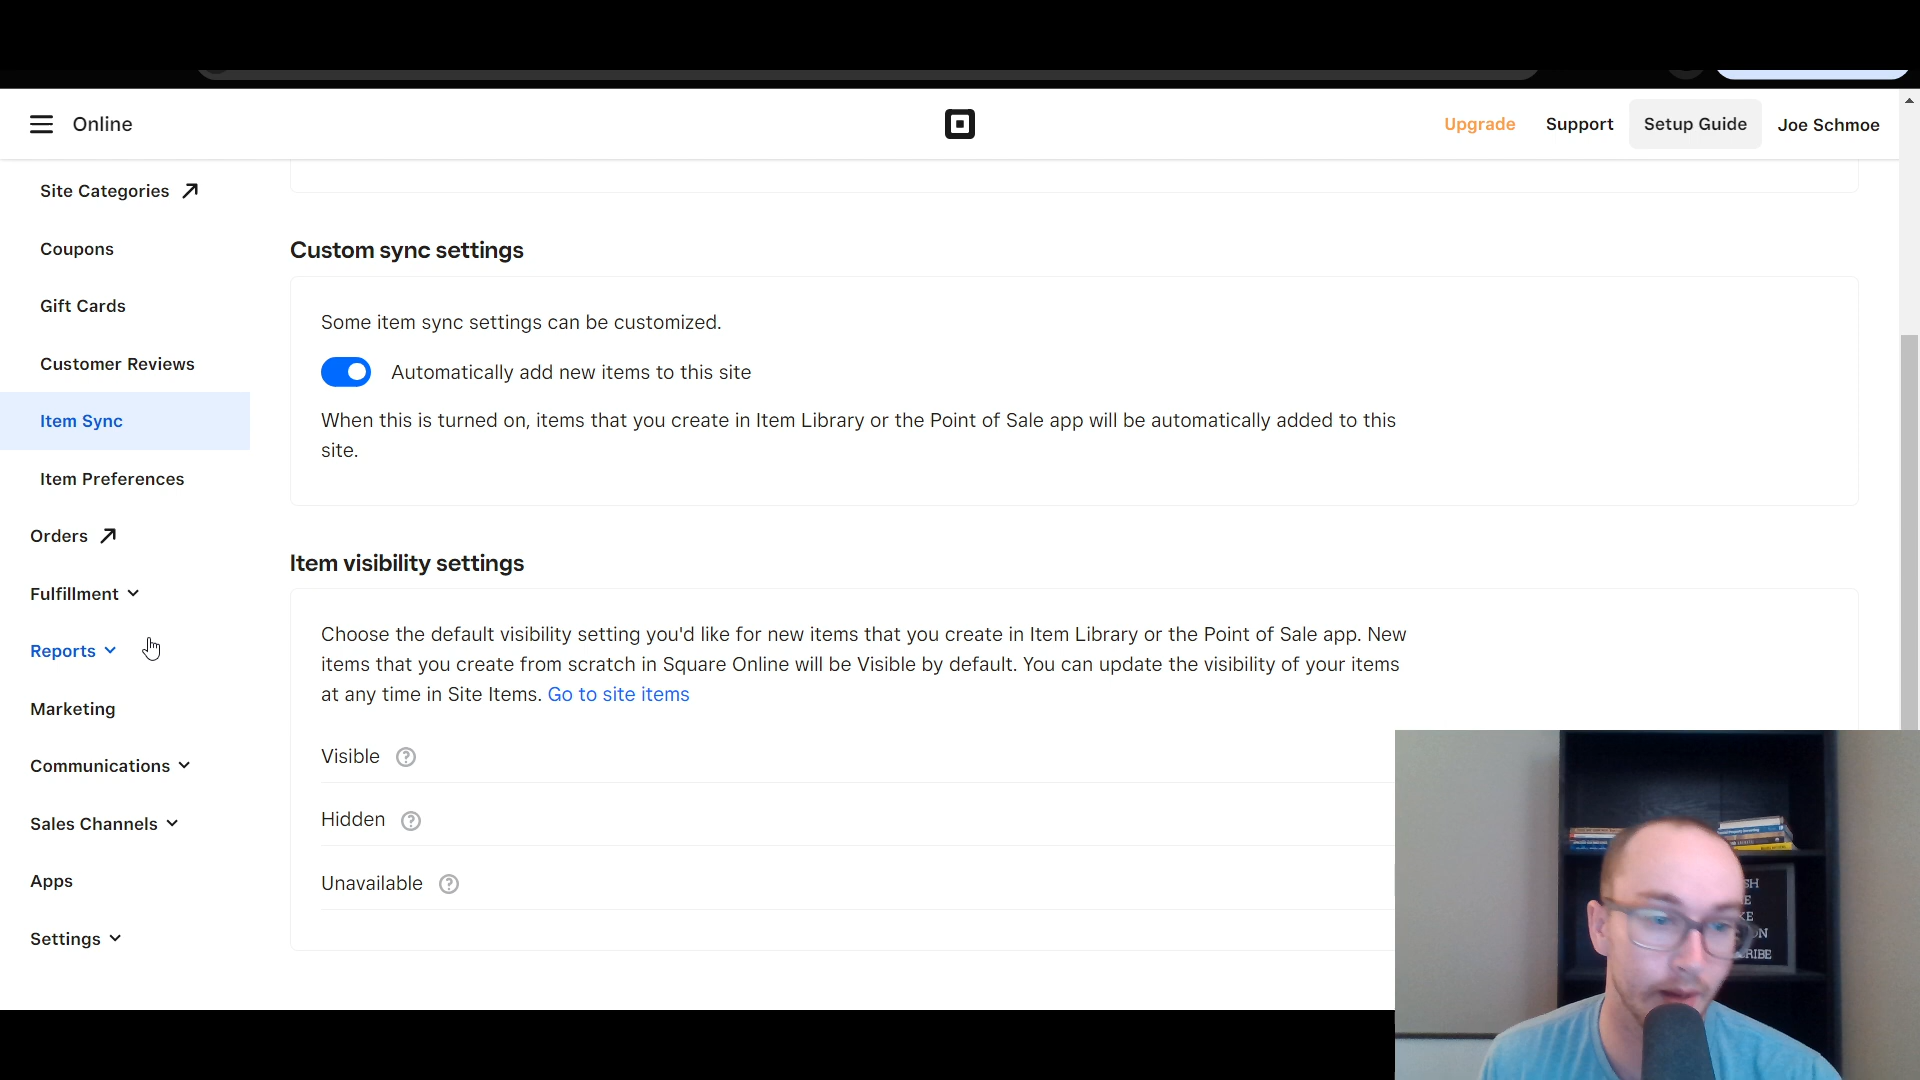 Online
Upgrade
Support
Setup Guide
Joe Schmoe
Site Categories
Coupons
Gift Cards
Customer Reviews
Item Sync
Item Preferences
Orders
Fulfillment
Reports
Marketing
Communications
Sales Channels
Apps
Settings
Custom sync settings
Some item sync settings can be customized.
Automatically add new items to this site
When this is turned on, items that you create in Item Library or the Point of Sale app will be automatically added to this
site.
Item visibility settings
Choose the default visibility setting you'd like for new items that you create in Item Library or the Point of Sale app. New
items that you create from scratch in Square Online will be Visible by default. You can update the visibility of your items
at any time in Site Items. Go to site items
Visible
Hidden
Unavailable